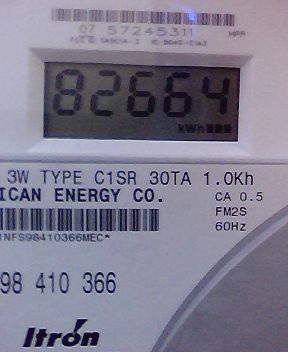 07 57245311
82664
kWh
3W TYPE C1SR 30TA 1.0Kh
ICAN ENERGY CO.
CA 0.5
FM2S
60Hz
1NFS98410366MEC*
98 410 366
Itron